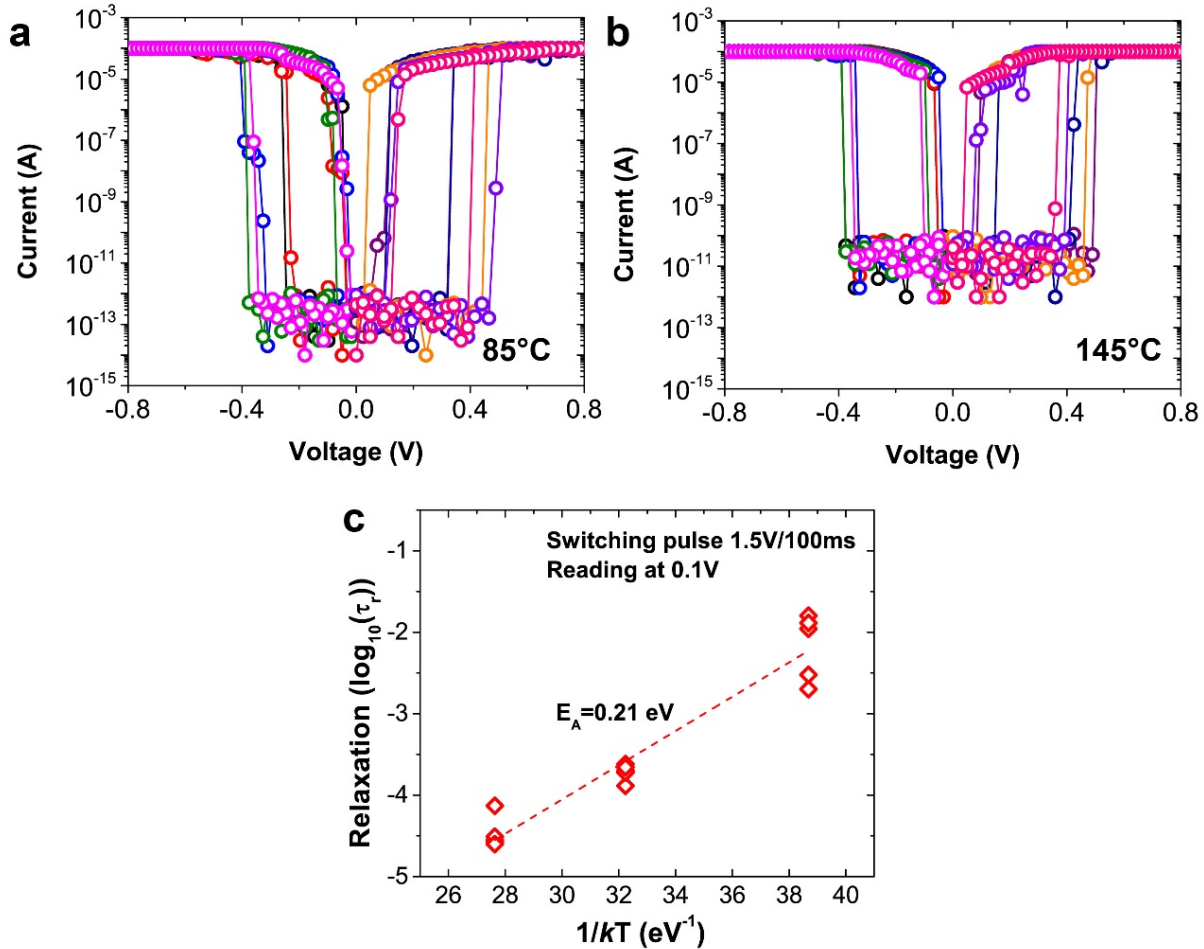 a
10⁻³
10⁻⁵
10⁻⁷
10⁻⁹
10⁻¹¹
10⁻¹³
10⁻¹⁵
Current (A)
85°C
-0.8 -0.4 0.0 0.4 0.8
Voltage (V)
b
10⁻³
10⁻⁵
10⁻⁷
10⁻⁹
10⁻¹¹
10⁻¹³
10⁻¹⁵
Current (A)
145°C
-0.8 -0.4 0.0 0.4 0.8
Voltage (V)
c
Switching pulse 1.5V/100ms
Reading at 0.1V
-1
-2
-3
-4
-5
Relaxation (log₁₀(τᵣ))
E_A=0.21 eV
26 28 30 32 34 36 38 40
1/kT (eV⁻¹)